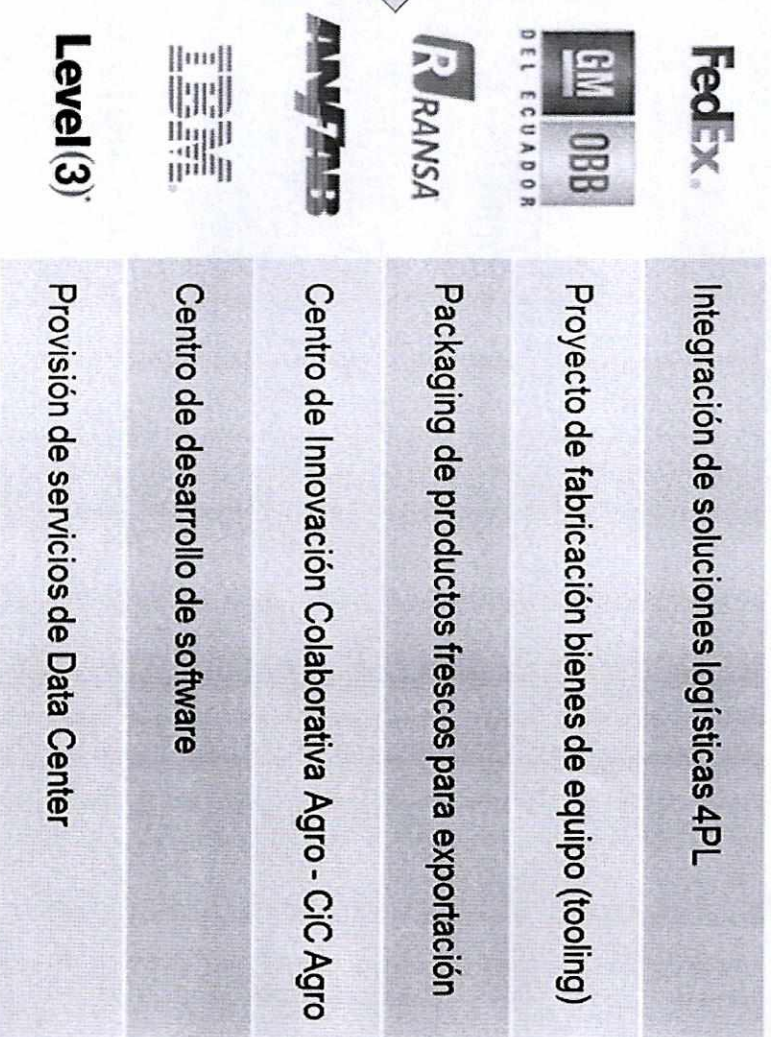 FedEx®
Integración de soluciones logísticas 4PL
GM OBB
DEL ECUADOR
Proyecto de fabricación bienes de equipo (tooling)
R RANSA
Packaging de productos frescos para exportación
Centro de Innovación Colaborativa Agro - CiC Agro
IBM®
Centro de desarrollo de software
Level(3)
Provisión de servicios de Data Center